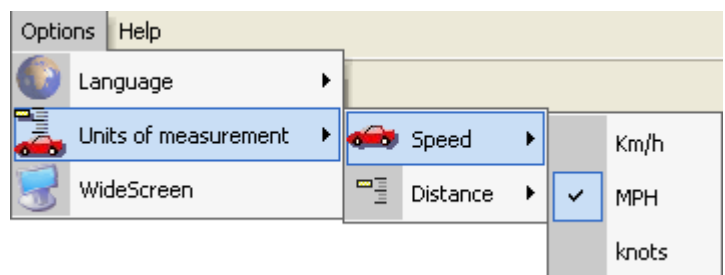 Options Help
Language
Units of measurement
WideScreen
Speed
Distance
Km/h
MPH
knots